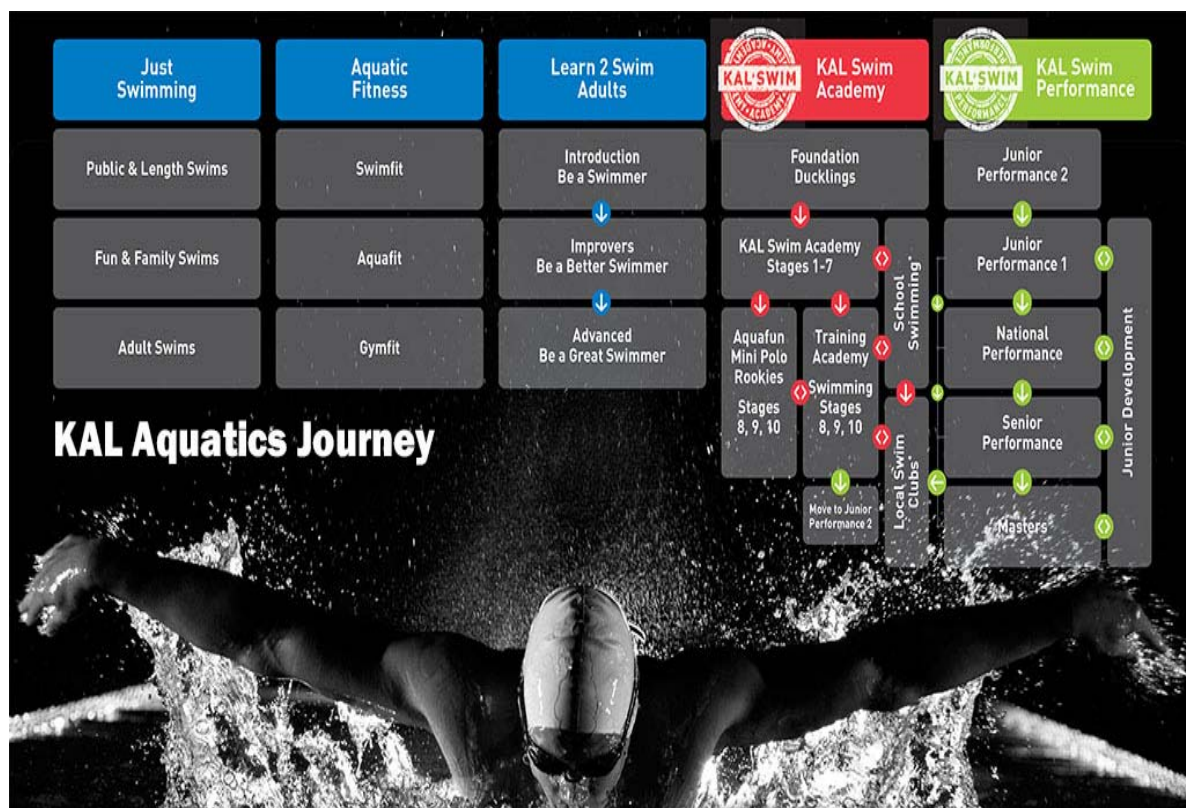 Just
Swimming
Aquatic
Fitness
Learn 2 Swim
Adults
KAL SWIM
ACADEMY
KAL Swim
Academy
KAL SWIM
PERFORMANCE
KAL Swim
Performance
Public & Length Swims
Swimfit
Introduction
Be a Swimmer
Foundation
Ducklings
Junior
Performance 2
Fun & Family Swims
Aquafit
Improvers
Be a Better Swimmer
KAL Swim Academy
Stages 1-7
School
Swimming*
Junior
Performance 1
Junior Development
Adult Swims
Gymfit
Advanced
Be a Great Swimmer
Aquafun
Mini Polo
Rookies
Stages
8, 9, 10
Training
Academy
Swimming
Stages
8, 9, 10
National
Performance
Local Swim
Clubs*
Senior
Performance
Move to Junior
Performance 2
Masters
KAL Aquatics Journey